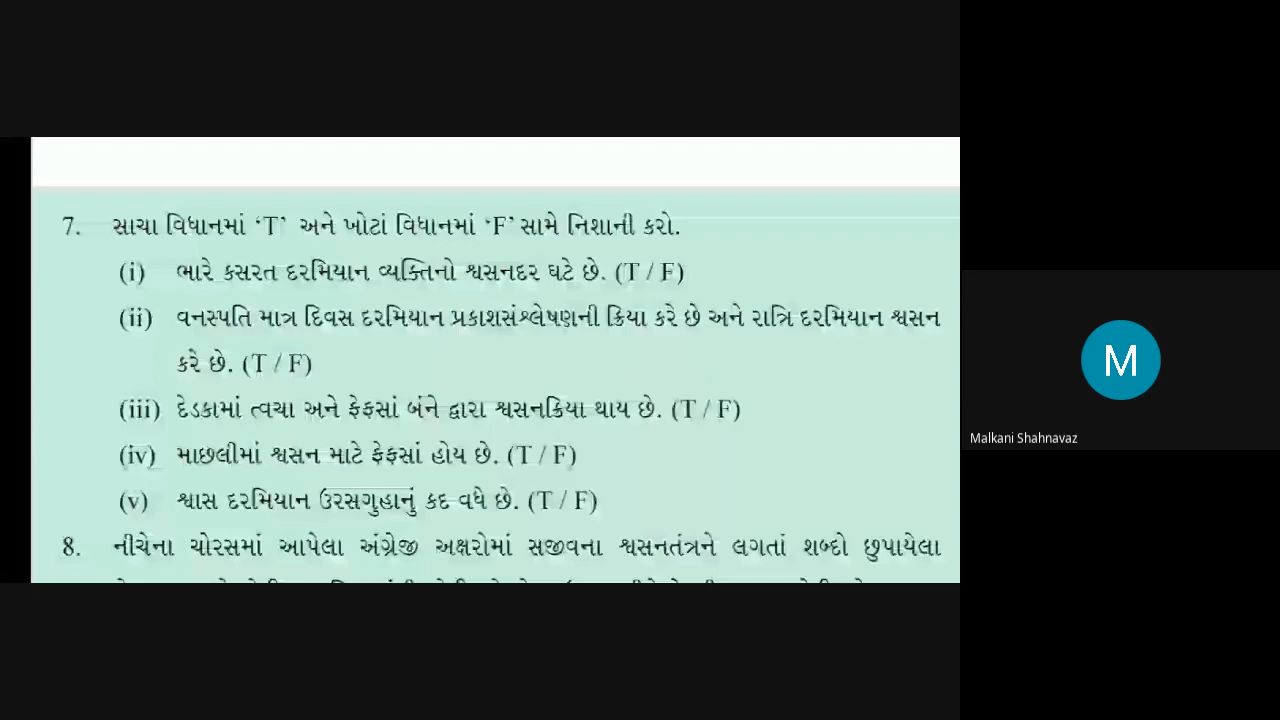 7. સાચા વિધાનમાં ‘T’ અને ખોટાં વિધાનમાં ‘F’ સામે નિશાની કરો.
(i) ભારે કસરત દરમિયાન વ્યક્તિનો શ્વસનદર ઘટે છે. (T / F)
(ii) વનસ્પતિ માત્ર દિવસ દરમિયાન પ્રકાશસંશ્લેષણની ક્રિયા કરે છે અને રાત્રિ દરમિયાન શ્વસન
કરે છે. (T / F)
(iii) દેડકામાં ત્વચા અને ફેફસાં બંને દ્વારા શ્વસનક્રિયા થાય છે. (T / F)
(iv) માછલીમાં શ્વસન માટે ફેફસાં હોય છે. (T / F)
(v) શ્વાસ દરમિયાન ઉરસગુહાનું કદ વધે છે. (T / F)
8. નીચેના ચોરસમાં આપેલા અંગ્રેજી અક્ષરોમાં સજીવના શ્વસનતંત્રને લગતાં શબ્દો છુપાયેલા
M
Malkani Shahnavaz